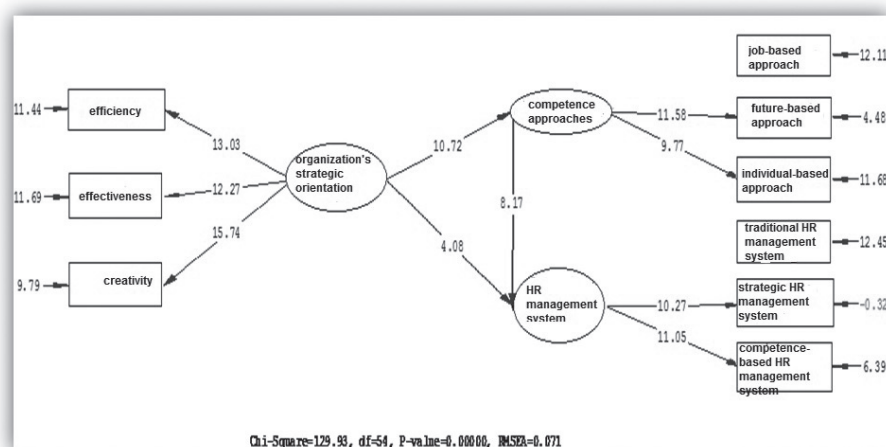 job-based
approach
12.11
11.44
efficiency
competence
approaches
11.58
future-based
approach
4.48
13.03
10.72
9.77
organization's
strategic
orientation
individual-based
approach
11.68
11.69
effectiveness
12.27
8.17
traditional HR
management
system
12.45
15.74
4.08
9.79
creativity
HR
management
system
10.27
strategic HR
management
system
-0.32
11.05
competence-
based HR
management
system
6.39
Chi-Square=129.93, df=54, P-value=0.00000, RMSEA=0.071